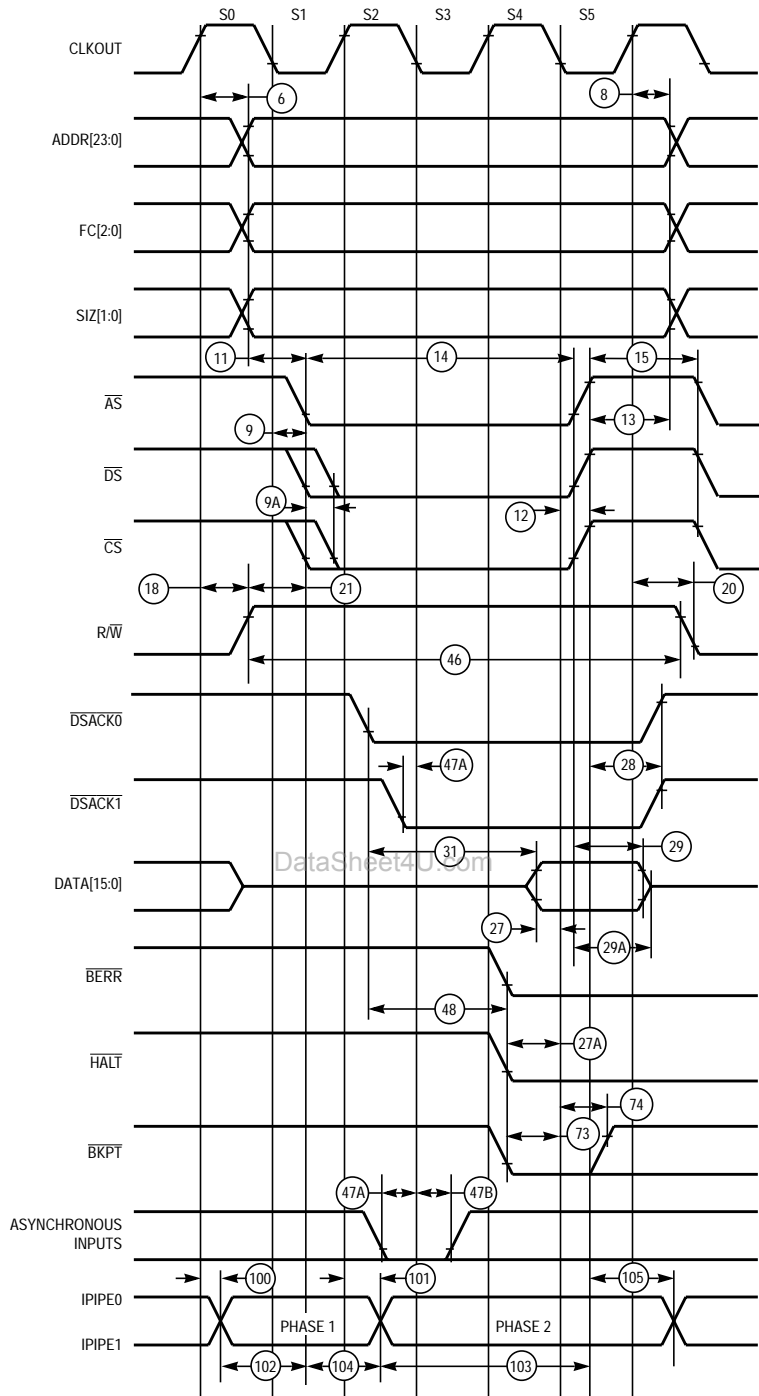 S0 S1 S2 S3 S4 S5
CLKOUT
6
8
ADDR[23:0]
FC[2:0]
SIZ[1:0]
11
14
15
AS
13
9
DS
9A
12
CS
18
21
20
R/W
46
DSACK0
47A
28
DSACK1
31
29
DataSheet4U.com
DATA[15:0]
27
29A
BERR
48
27A
HALT
74
73
BKPT
47A
47B
ASYNCHRONOUS
INPUTS
100
101
105
IPIPE0
PHASE 1
PHASE 2
IPIPE1
102
104
103